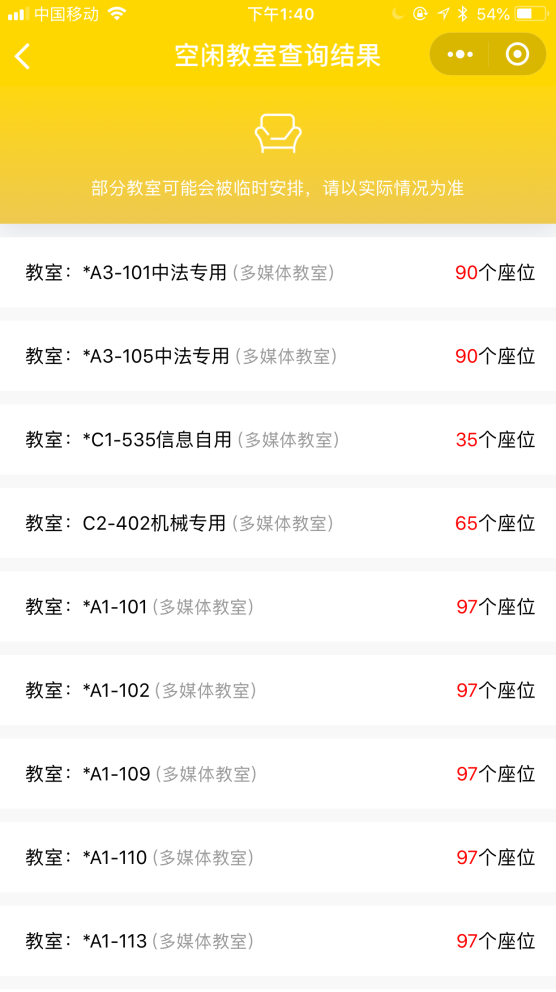 中国移动 下午1:40 54%
空闲教室查询结果
部分教室可能会被临时安排，请以实际情况为准
教室：*A3-101中法专用(多媒体教室) 90个座位
教室：*A3-105中法专用(多媒体教室) 90个座位
教室：*C1-535信息自用(多媒体教室) 35个座位
教室：C2-402机械专用(多媒体教室) 65个座位
教室：*A1-101(多媒体教室) 97个座位
教室：*A1-102(多媒体教室) 97个座位
教室：*A1-109(多媒体教室) 97个座位
教室：*A1-110(多媒体教室) 97个座位
教室：*A1-113(多媒体教室) 97个座位